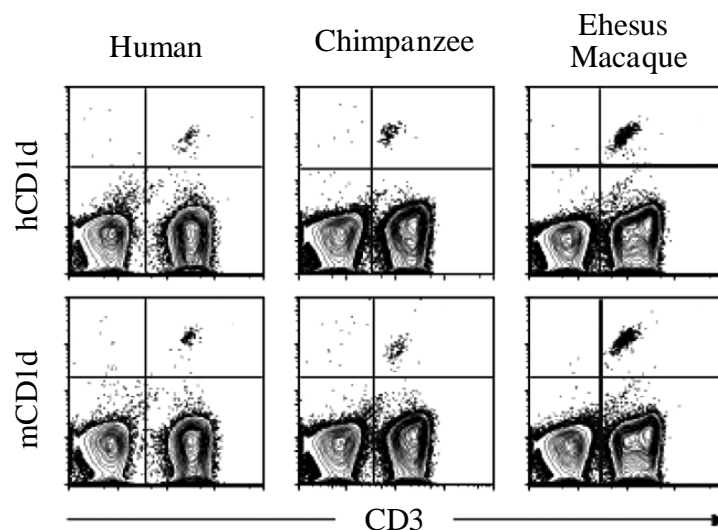 Human
Chimpanzee
Ehesus
Macaque
hCD1d
mCD1d
CD3